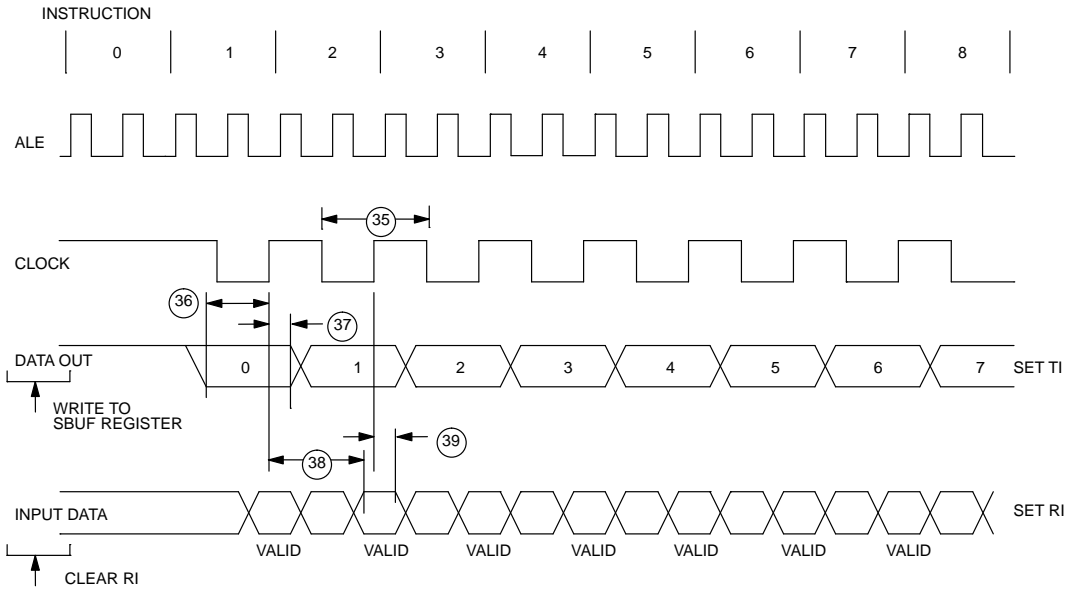 INSTRUCTION
0 1 2 3 4 5 6 7 8
ALE
35
CLOCK
36
37
DATA OUT
0 1 2 3 4 5 6 7
SET TI
WRITE TO
SBUF REGISTER
39
38
INPUT DATA
SET RI
VALID VALID VALID VALID VALID VALID VALID
CLEAR RI